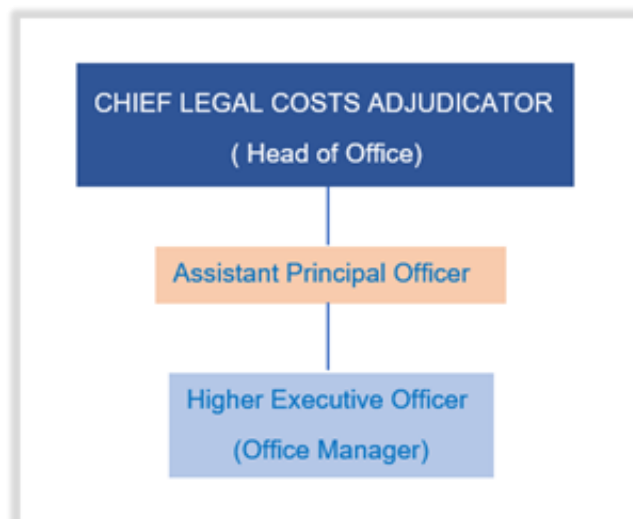 CHIEF LEGAL COSTS ADJUDICATOR
( Head of Office)
Assistant Principal Officer
Higher Executive Officer
(Office Manager)